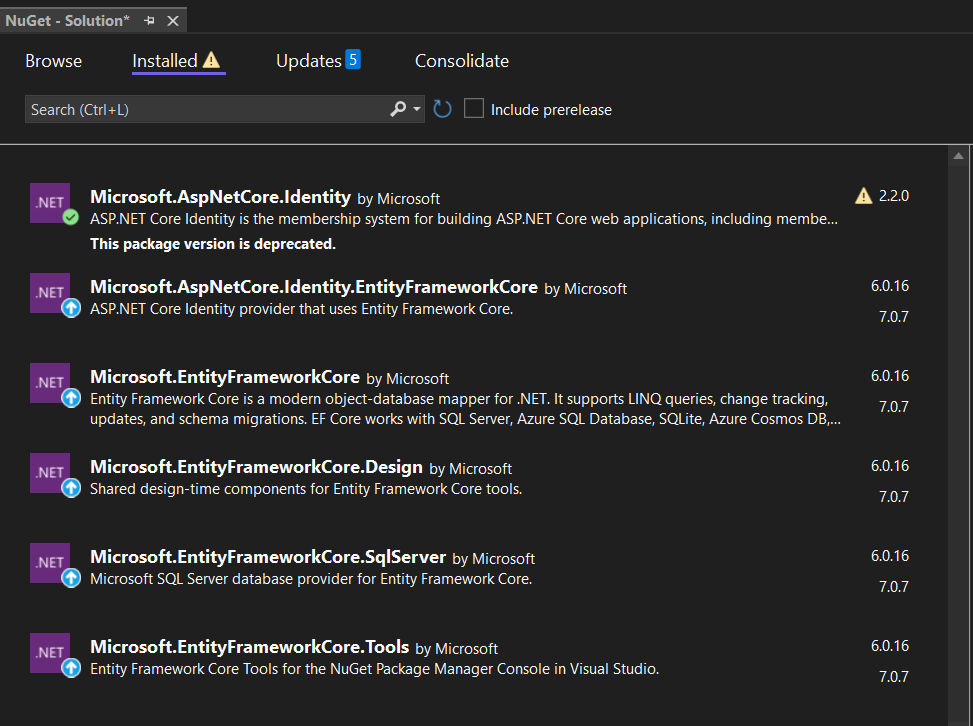 NuGet - Solution*
Browse
Installed
Updates 5
Consolidate
Search (Ctrl+L)
Include prerelease
.NET
Microsoft.AspNetCore.Identity by Microsoft
2.2.0
ASP.NET Core Identity is the membership system for building ASP.NET Core web applications, including membe...
This package version is deprecated.
.NET
Microsoft.AspNetCore.Identity.EntityFrameworkCore by Microsoft
6.0.16
ASP.NET Core Identity provider that uses Entity Framework Core.
7.0.7
.NET
Microsoft.EntityFrameworkCore by Microsoft
6.0.16
Entity Framework Core is a modern object-database mapper for .NET. It supports LINQ queries, change tracking,
7.0.7
updates, and schema migrations. EF Core works with SQL Server, Azure SQL Database, SQLite, Azure Cosmos DB,...
.NET
Microsoft.EntityFrameworkCore.Design by Microsoft
6.0.16
Shared design-time components for Entity Framework Core tools.
7.0.7
.NET
Microsoft.EntityFrameworkCore.SqlServer by Microsoft
6.0.16
Microsoft SQL Server database provider for Entity Framework Core.
7.0.7
.NET
Microsoft.EntityFrameworkCore.Tools by Microsoft
6.0.16
Entity Framework Core Tools for the NuGet Package Manager Console in Visual Studio.
7.0.7